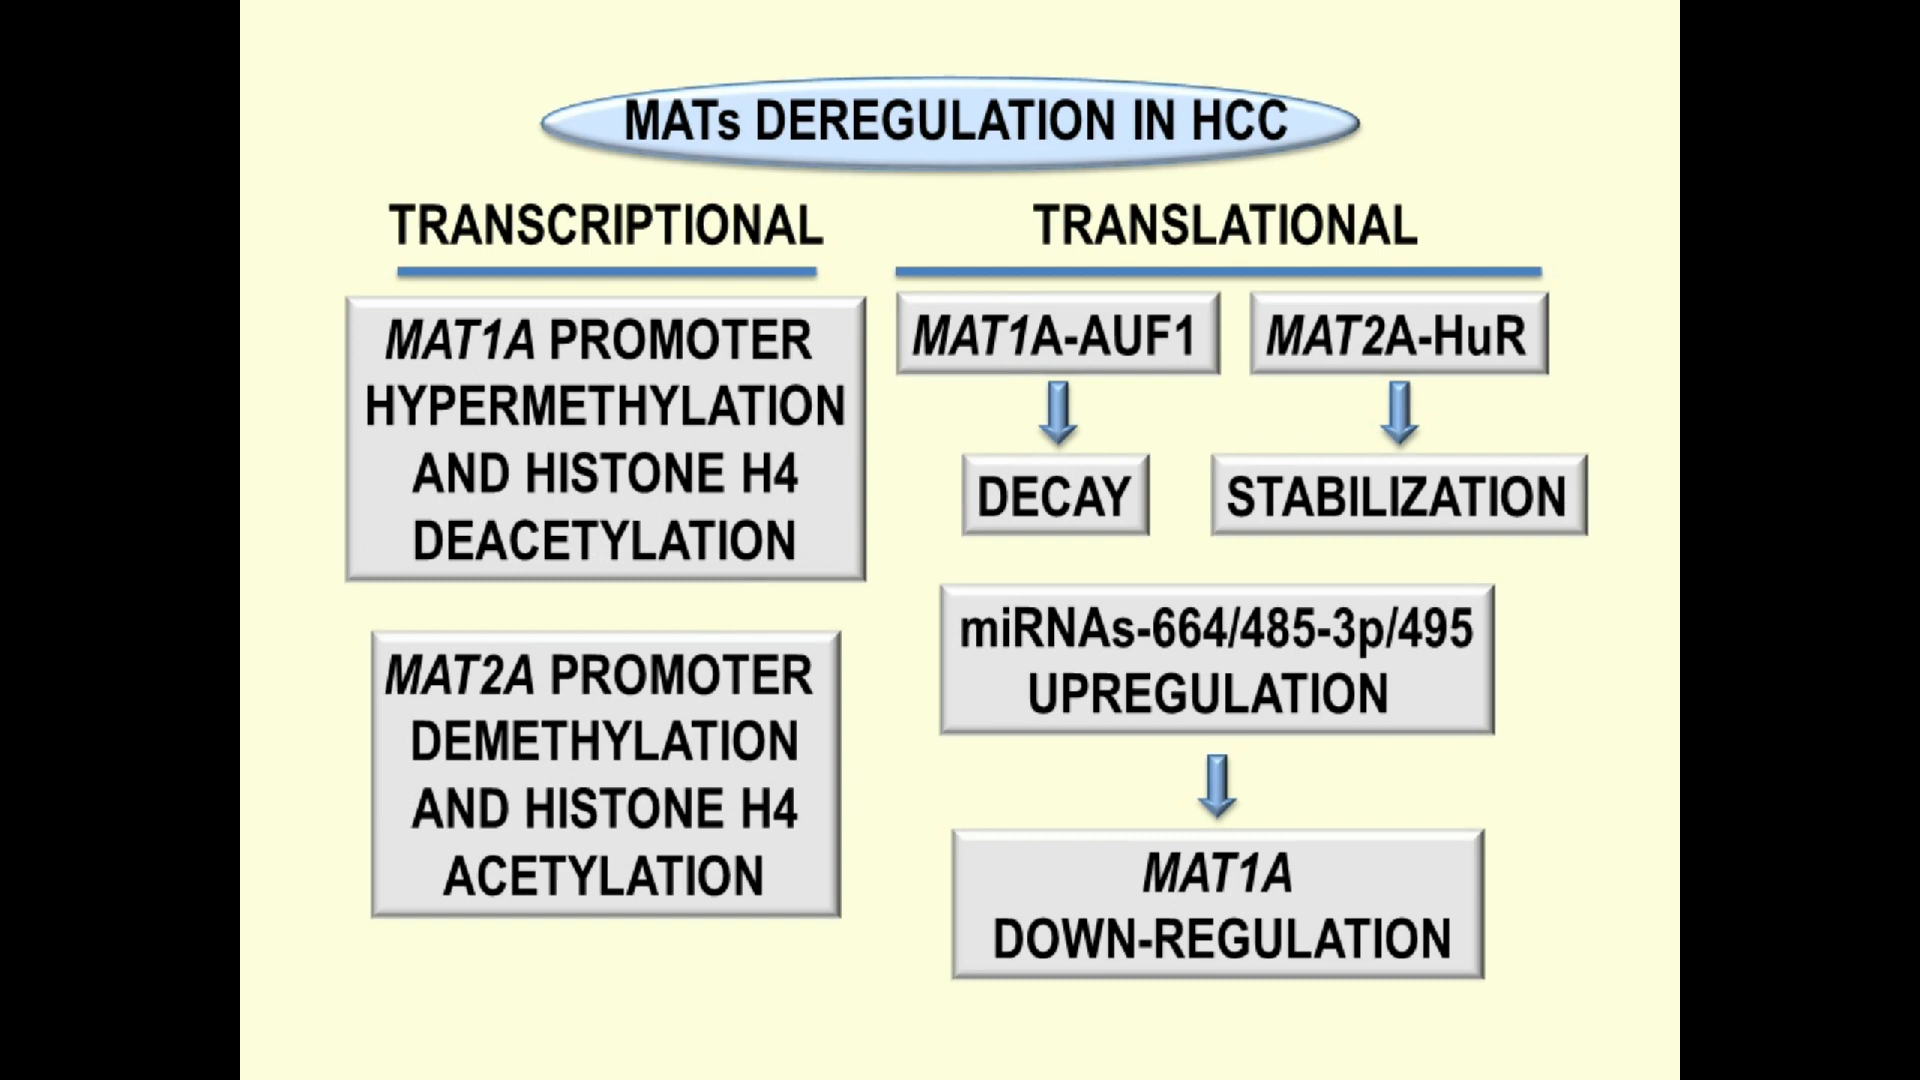 MATs DEREGULATION IN HCC
TRANSCRIPTIONAL
MAT1A PROMOTER
HYPERMETHYLATION
AND HISTONE H4
DEACETYLATION
MAT2A PROMOTER
DEMETHYLATION
AND HISTONE H4
ACETYLATION
TRANSLATIONAL
MAT1A-AUF1
MAT2A-HuR
DECAY
STABILIZATION
miRNAs-664/485-3p/495
UPREGULATION
MAT1A
DOWN-REGULATION